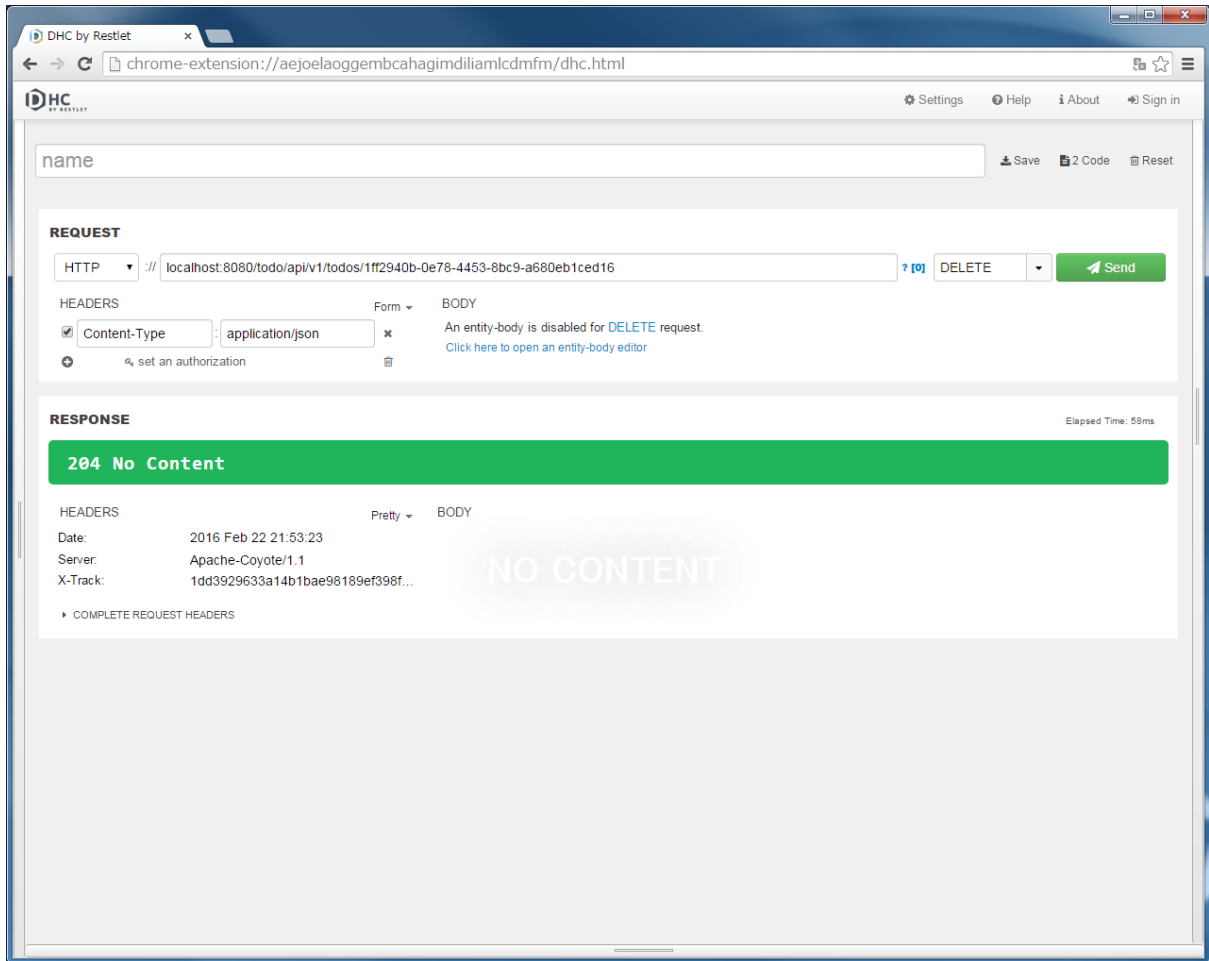 DHC by Restlet
chrome-extension://aejoelaoggembcahagimdiliamlcdmfm/dhc.html
DHC BY RESTLET
Settings Help About Sign in
name Save 2 Code Reset
REQUEST
HTTP :// localhost:8080/todo/api/v1/todos/1ff2940b-0e78-4453-8bc9-a680eb1ced16 ? [0] DELETE Send
HEADERS Form BODY
Content-Type : application/json An entity-body is disabled for DELETE request.
Click here to open an entity-body editor
set an authorization
RESPONSE Elapsed Time: 58ms
204 No Content
HEADERS Pretty BODY
Date: 2016 Feb 22 21:53:23
Server: Apache-Coyote/1.1
X-Track: 1dd3929633a14b1bae98189ef398f...
NO CONTENT
COMPLETE REQUEST HEADERS